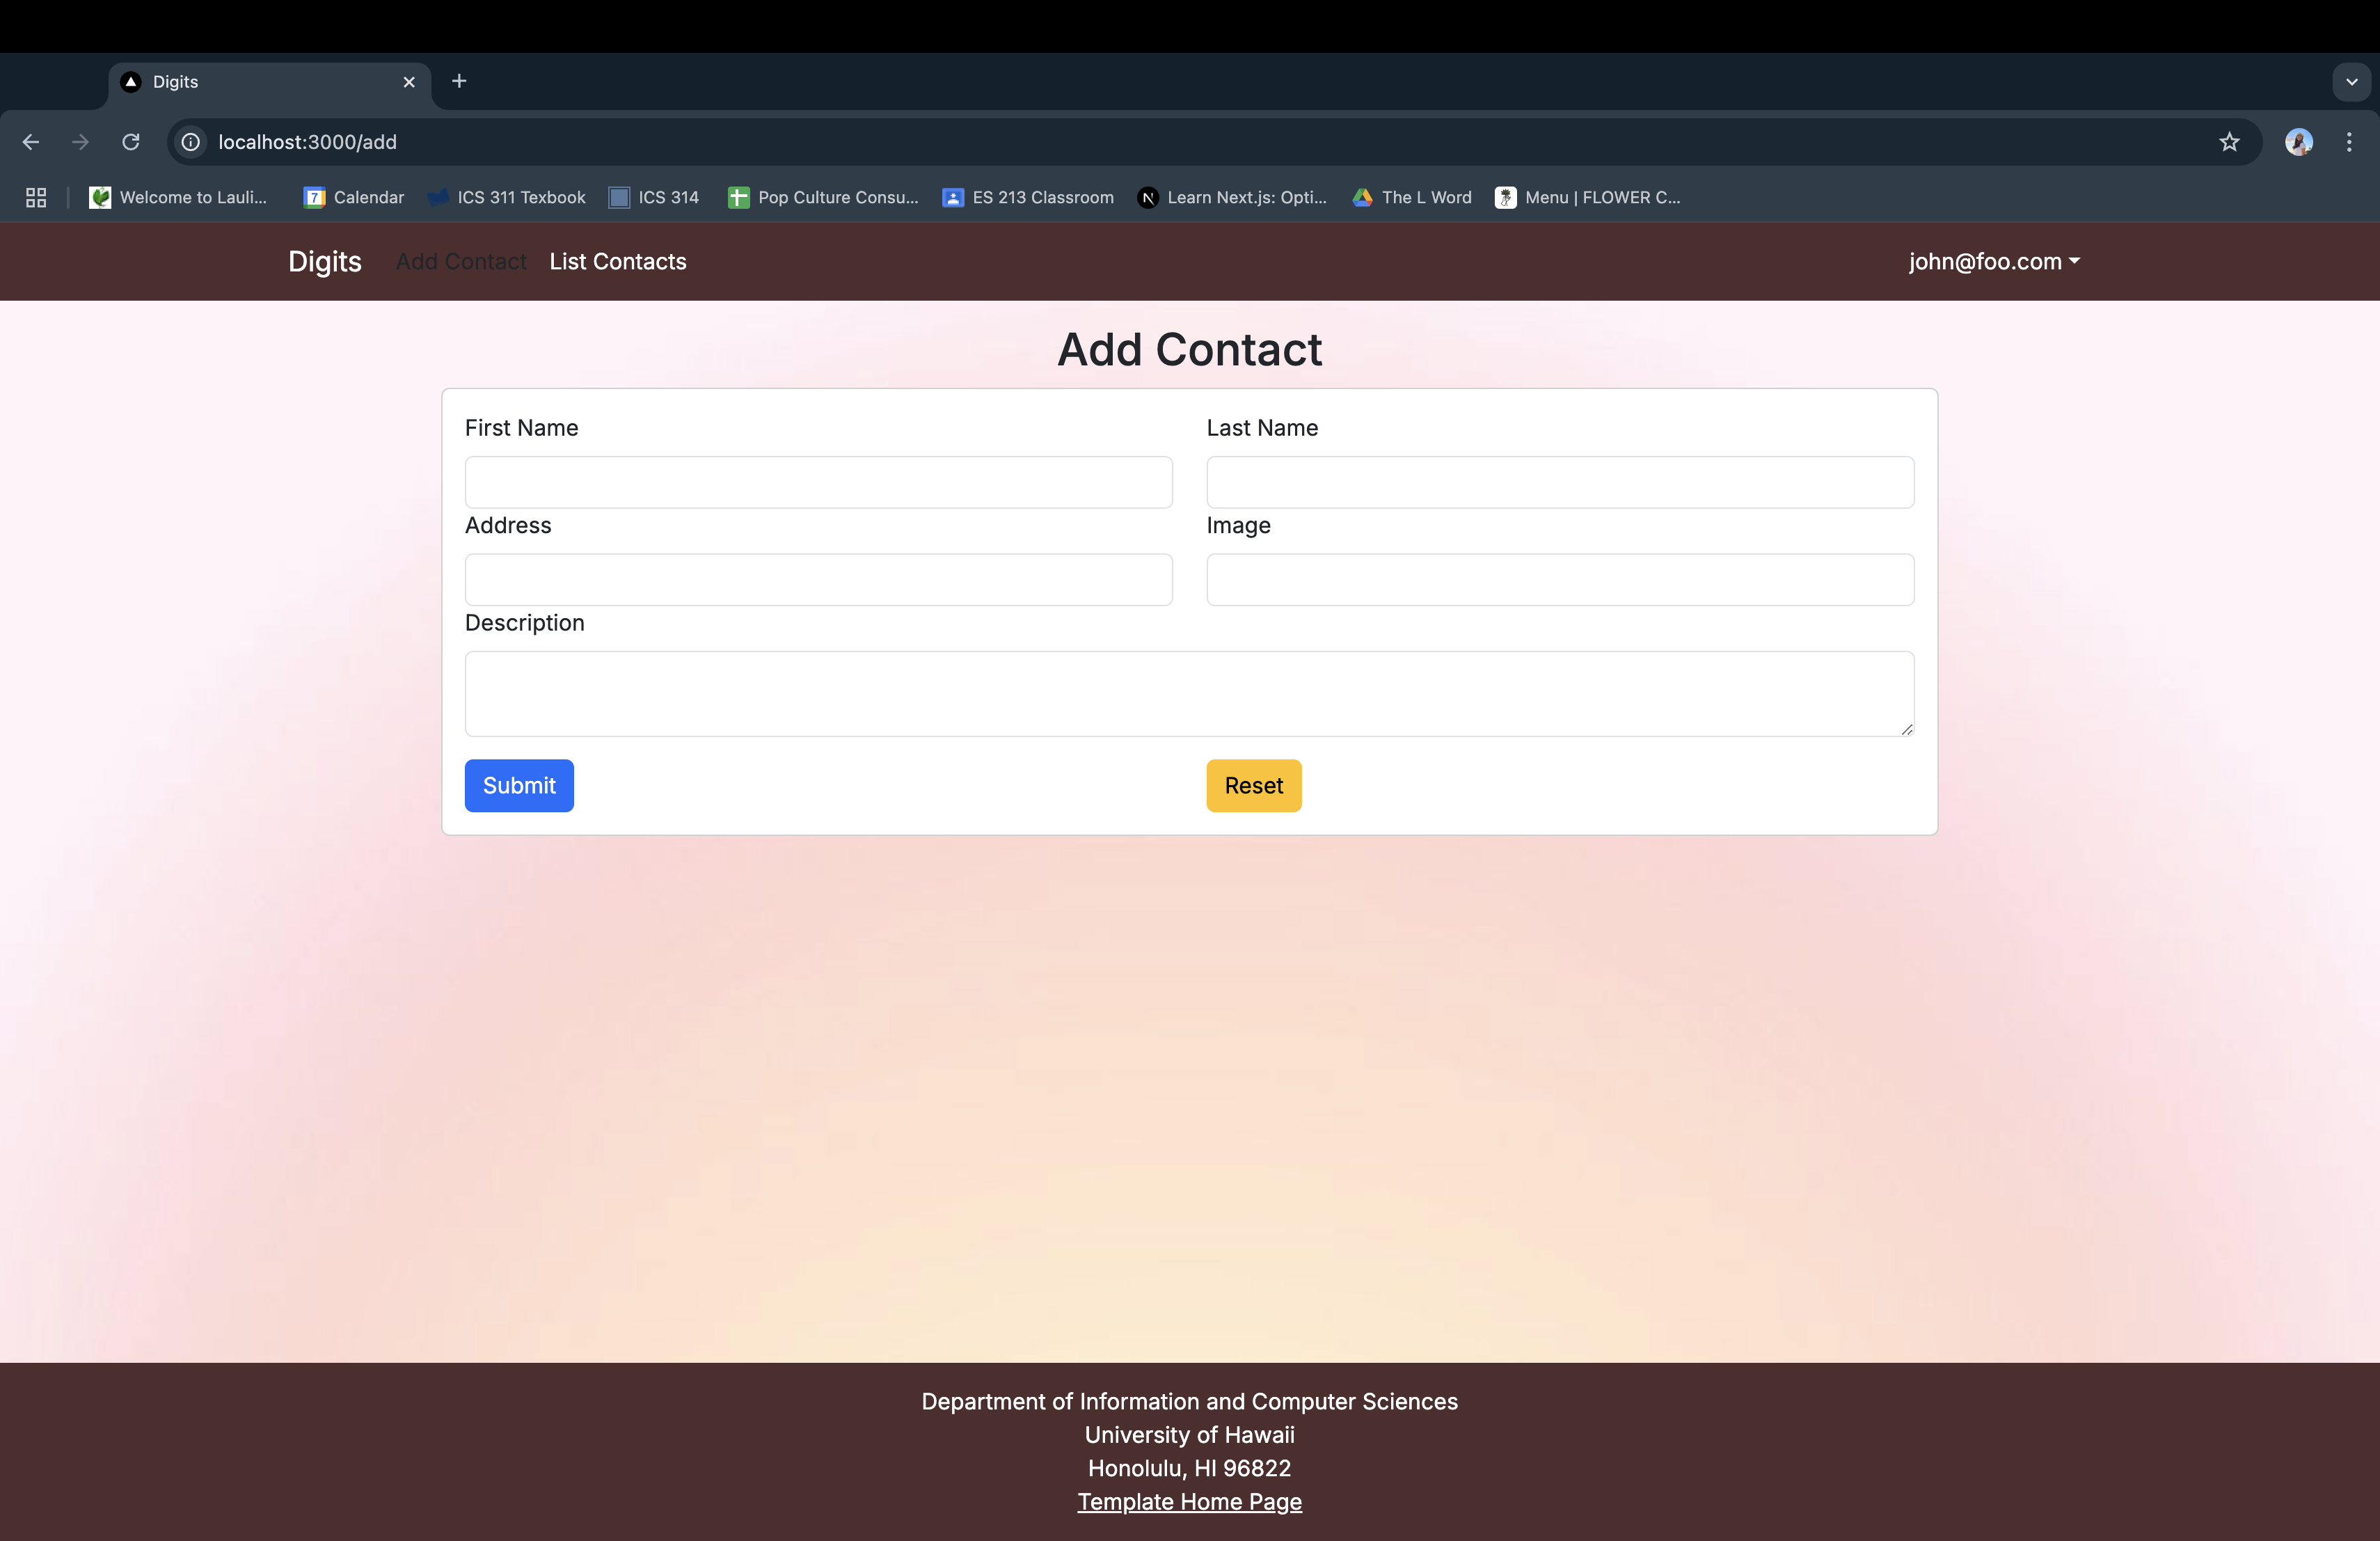 Digits
localhost:3000/add
Welcome to Lauli... 7 Calendar ICS 311 Texbook ICS 314 Pop Culture Consu... ES 213 Classroom N Learn Next.js: Opti... The L Word Menu | FLOWER C...
Digits Add Contact List Contacts john@foo.com
Add Contact
First Name Last Name
Address Image
Description
Submit Reset
Department of Information and Computer Sciences
University of Hawaii
Honolulu, HI 96822
Template Home Page